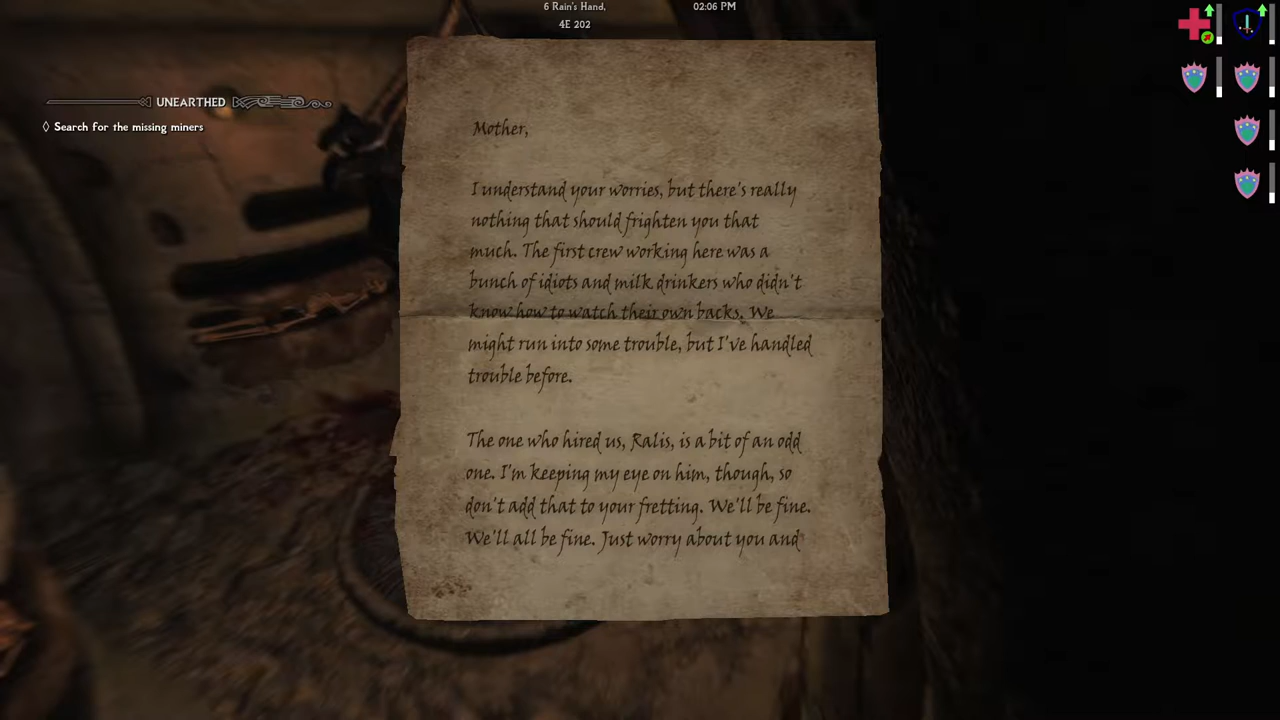 6 Rain's Hand,
4E 202
02:06 PM
UNEARTHED
◊ Search for the missing miners
Mother,
I understand your worries, but there's really
nothing that should frighten you that
much. The first crew working here was a
bunch of idiots and milk drinkers who didn't
know how to watch their own backs. We
might run into some trouble, but I've handled
trouble before.
The one who hired us, Ralis, is a bit of an odd
one. I'm keeping my eye on him, though, so
don't add that to your fretting. We'll be fine.
We'll all be fine. Just worry about you and